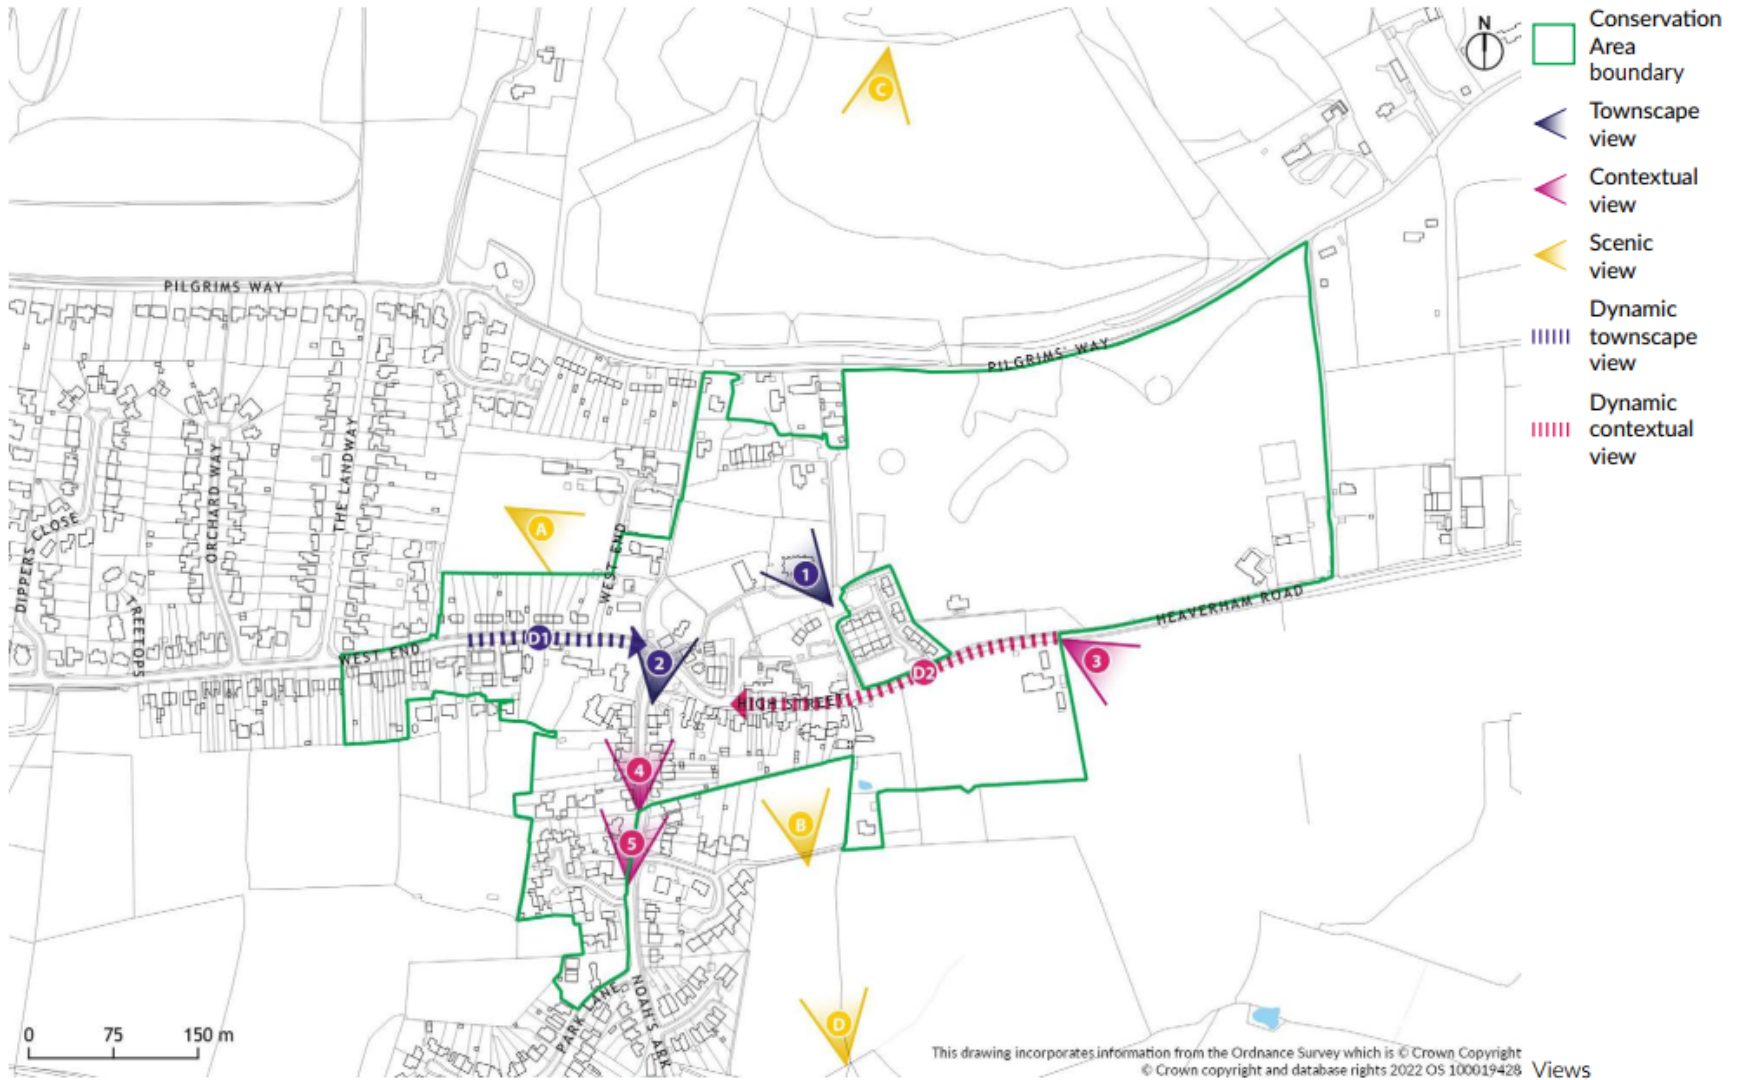 Conservation
Area
boundary
Townscape
view
Contextual
view
Scenic
view
Dynamic
townscape
view
Dynamic
contextual
view
N
C
PILGRIMS WAY
PILGRIMS' WAY
DIPPERS CLOSE
ORCHARD WAY
THE LANDWAY
TREETOPS
A
WEST END
1
HEAVERHAM ROAD
WEST END
D1
2
3
D2
HIGH STREET
4
5
B
D
PARK LANE
NOAH'S ARK
0 75 150 m
This drawing incorporates information from the Ordnance Survey which is © Crown Copyright
© Crown copyright and database rights 2022 OS 100019428
Views